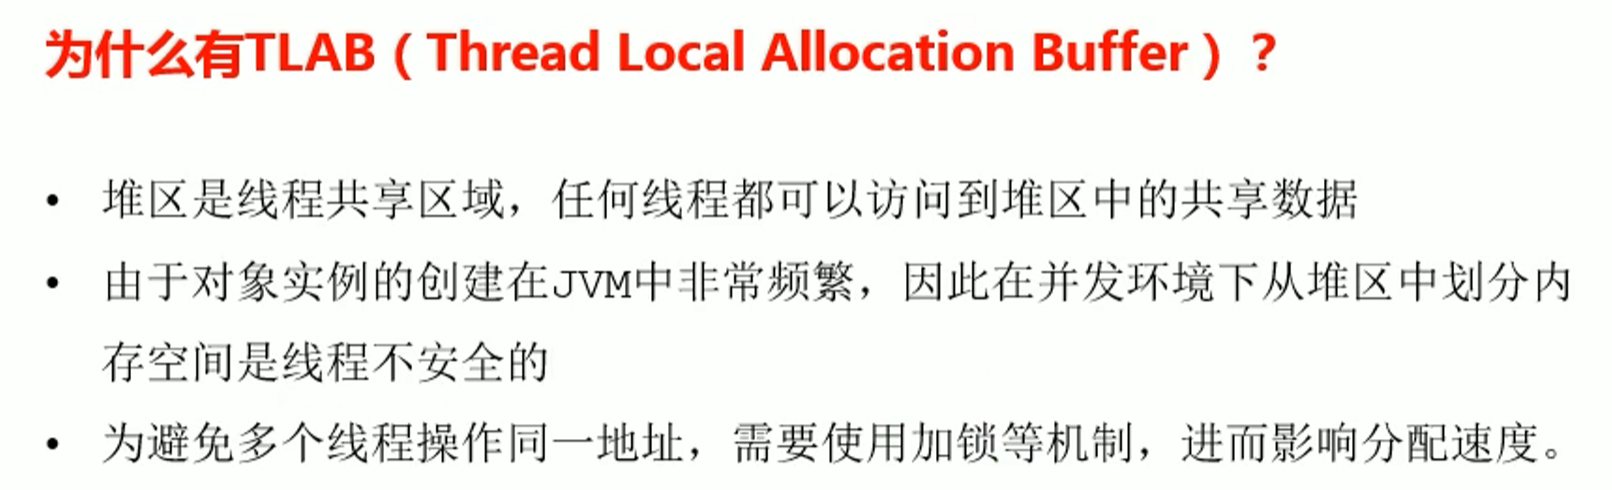 为什么有TLAB（Thread Local Allocation Buffer）？
• 堆区是线程共享区域，任何线程都可以访问到堆区中的共享数据
• 由于对象实例的创建在JVM中非常频繁，因此在并发环境下从堆区中划分内
存空间是线程不安全的
• 为避免多个线程操作同一地址，需要使用加锁等机制，进而影响分配速度。